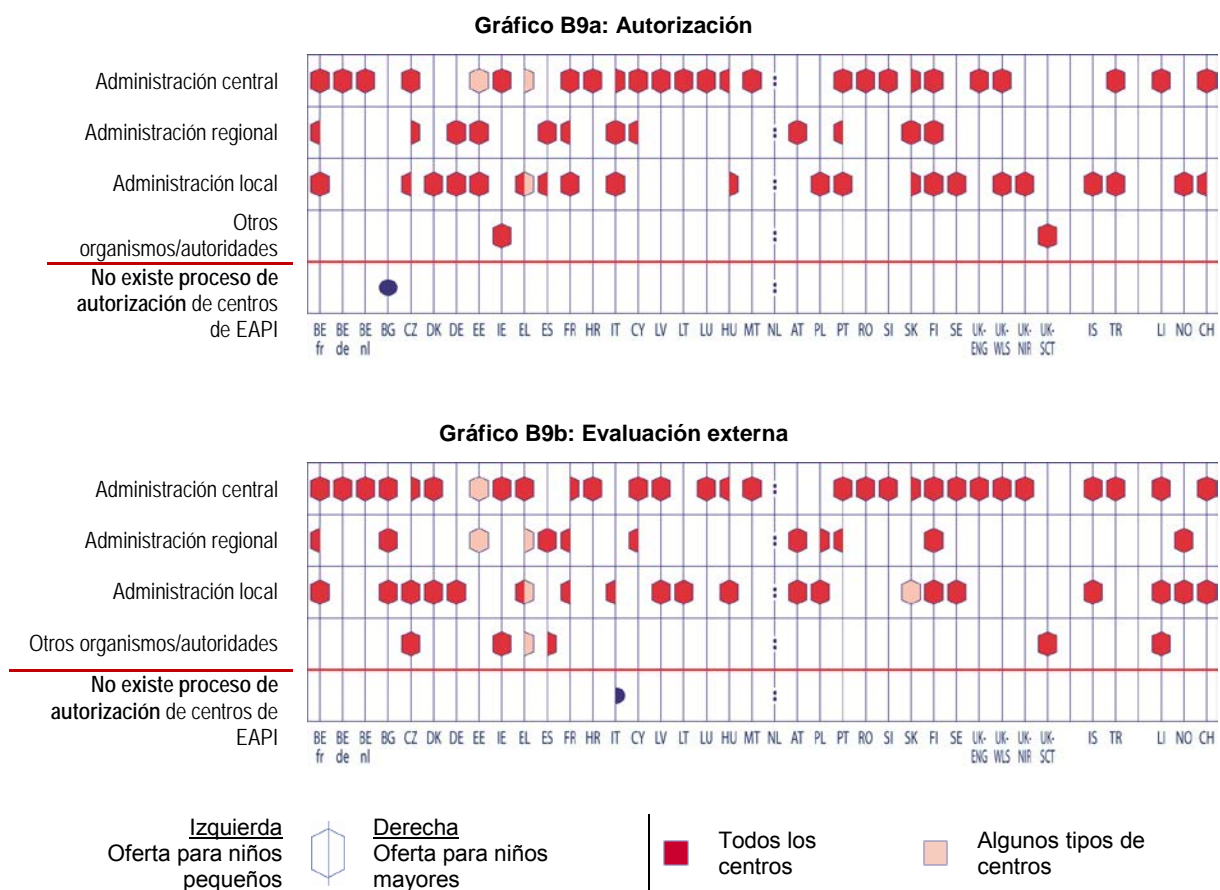 Gráfico B9a: Autorización
Administración central
Administración regional
Administración local
Otros
organismos/autoridades
No existe proceso de
autorización de centros
de EAPI
:
:
:
:
:
BE fr BE de BE nl BG CZ DK DE EE IE EL ES FR HR IT CY LV LT LU HU MT NL AT PL PT RO SI SK FI SE UK-ENG UK-WLS UK-NIR UK-SCT IS TR LI NO CH
Gráfico B9b: Evaluación externa
Administración central
Administración regional
Administración local
Otros organismos/autoridades
No existe proceso de
autorización de centros de
EAPI
:
:
:
:
:
BE fr BE de BE nl BG CZ DK DE EE IE EL ES FR HR IT CY LV LT LU HU MT NL AT PL PT RO SI SK FI SE UK-ENG UK-WLS UK-NIR UK-SCT IS TR LI NO CH
Izquierda
Oferta para niños
pequeños
Derecha
Oferta para niños
mayores
Todos los
centros
Algunos tipos de
centros